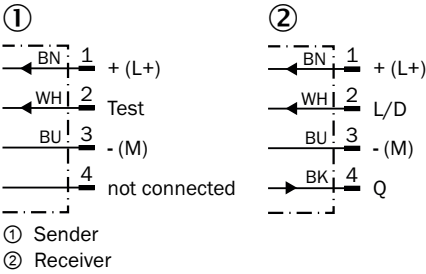 ① ②
BN 1 + (L+) BN 1 + (L+)
WH 2 Test WH 2 L/D
BU 3 - (M) BU 3 - (M)
4 not connected BK 4 Q
① Sender
② Receiver